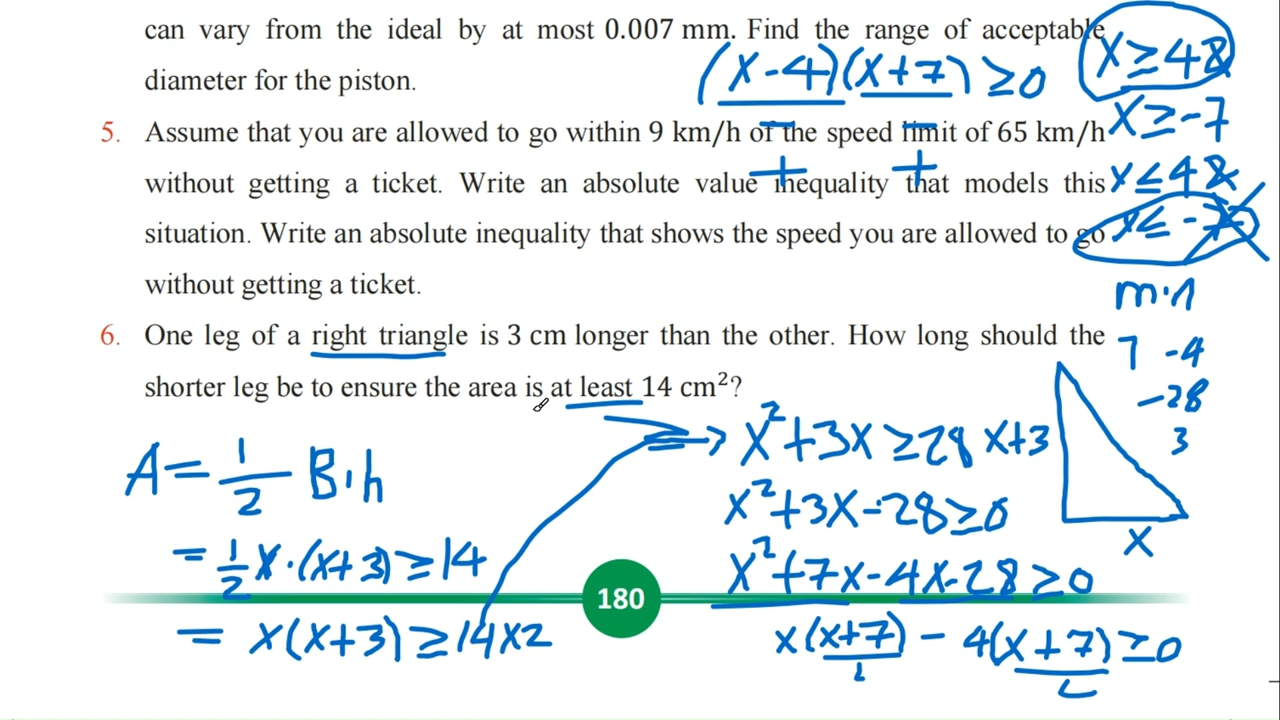 can vary from the ideal by at most 0.007 mm. Find the range of acceptable
diameter for the piston.
(x-4)(x+7) ≥0
x≥4&
x≥-7
x≤4&
x≤-7
- -
+ +
5. Assume that you are allowed to go within 9 km/h of the speed limit of 65 km/h
without getting a ticket. Write an absolute value inequality that models this
situation. Write an absolute inequality that shows the speed you are allowed to go
without getting a ticket.
6. One leg of a right triangle is 3 cm longer than the other. How long should the
shorter leg be to ensure the area is at least 14 cm²?
7 -4
-28
3
A = 1/2 B.h
= 1/2 x.(x+3) ≥14
= x(x+3) ≥14x2
x²+3x≥28
x²+3x-28≥0
x²+7x-4x-28≥0
x(x+7) - 4(x+7)≥0
x+3
x
180